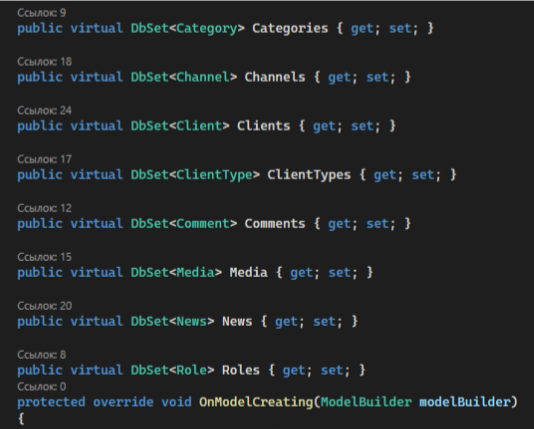 Ссылок: 9
public virtual DbSet<Category> Categories { get; set; }
Ссылок: 18
public virtual DbSet<Channel> Channels { get; set; }
Ссылок: 24
public virtual DbSet<Client> Clients { get; set; }
Ссылок: 17
public virtual DbSet<ClientType> ClientTypes { get; set; }
Ссылок: 12
public virtual DbSet<Comment> Comments { get; set; }
Ссылок: 15
public virtual DbSet<Media> Media { get; set; }
Ссылок: 20
public virtual DbSet<News> News { get; set; }
Ссылок: 8
public virtual DbSet<Role> Roles { get; set; }
Ссылок: 0
protected override void OnModelCreating(ModelBuilder modelBuilder)
{